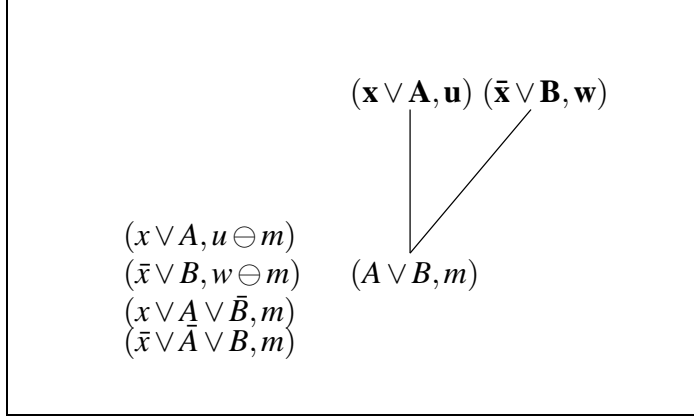 (x ∨ A, u) (x̄ ∨ B, w)
(x ∨ A, u ⊖ m)
(x̄ ∨ B, w ⊖ m) (A ∨ B, m)
(x ∨ A ∨ B̄, m)
(x̄ ∨ Ā ∨ B, m)